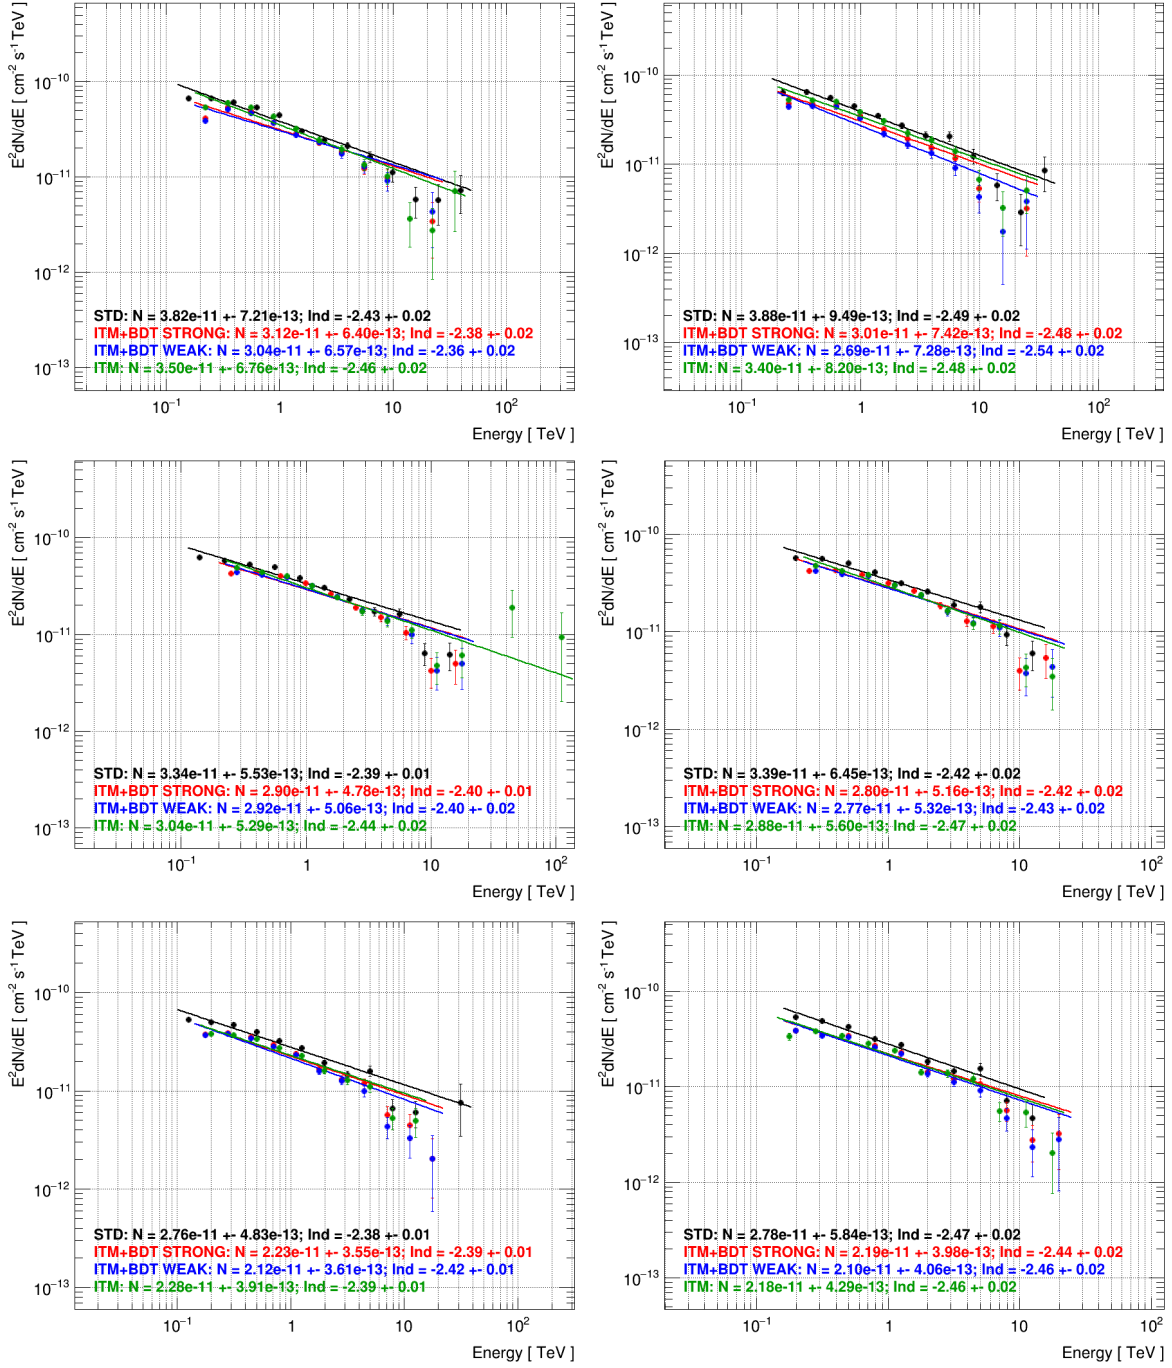 E²dN/dE [ cm⁻² s⁻¹ TeV ]
10⁻¹⁰
10⁻¹¹
10⁻¹²
10⁻¹³
STD: N = 3.82e-11 +- 7.21e-13; Ind = -2.43 +- 0.02
ITM+BDT STRONG: N = 3.12e-11 +- 6.40e-13; Ind = -2.38 +- 0.02
ITM+BDT WEAK: N = 3.04e-11 +- 6.57e-13; Ind = -2.36 +- 0.02
ITM: N = 3.50e-11 +- 6.76e-13; Ind = -2.46 +- 0.02
10⁻¹ 1 10 10²
Energy [ TeV ]
E²dN/dE [ cm⁻² s⁻¹ TeV ]
10⁻¹⁰
10⁻¹¹
10⁻¹²
10⁻¹³
STD: N = 3.88e-11 +- 9.49e-13; Ind = -2.49 +- 0.02
ITM+BDT STRONG: N = 3.01e-11 +- 7.42e-13; Ind = -2.48 +- 0.02
ITM+BDT WEAK: N = 2.69e-11 +- 7.28e-13; Ind = -2.54 +- 0.02
ITM: N = 3.40e-11 +- 8.20e-13; Ind = -2.48 +- 0.02
10⁻¹ 1 10 10²
Energy [ TeV ]
E²dN/dE [ cm⁻² s⁻¹ TeV ]
10⁻¹⁰
10⁻¹¹
10⁻¹²
10⁻¹³
STD: N = 3.34e-11 +- 5.53e-13; Ind = -2.39 +- 0.01
ITM+BDT STRONG: N = 2.90e-11 +- 4.78e-13; Ind = -2.40 +- 0.01
ITM+BDT WEAK: N = 2.92e-11 +- 5.06e-13; Ind = -2.40 +- 0.02
ITM: N = 3.04e-11 +- 5.29e-13; Ind = -2.44 +- 0.02
10⁻¹ 1 10 10²
Energy [ TeV ]
E²dN/dE [ cm⁻² s⁻¹ TeV ]
10⁻¹⁰
10⁻¹¹
10⁻¹²
10⁻¹³
STD: N = 3.39e-11 +- 6.45e-13; Ind = -2.42 +- 0.02
ITM+BDT STRONG: N = 2.80e-11 +- 5.16e-13; Ind = -2.42 +- 0.02
ITM+BDT WEAK: N = 2.77e-11 +- 5.32e-13; Ind = -2.43 +- 0.02
ITM: N = 2.88e-11 +- 5.60e-13; Ind = -2.47 +- 0.02
10⁻¹ 1 10 10²
Energy [ TeV ]
E²dN/dE [ cm⁻² s⁻¹ TeV ]
10⁻¹⁰
10⁻¹¹
10⁻¹²
10⁻¹³
STD: N = 2.76e-11 +- 4.83e-13; Ind = -2.38 +- 0.01
ITM+BDT STRONG: N = 2.23e-11 +- 3.55e-13; Ind = -2.39 +- 0.01
ITM+BDT WEAK: N = 2.12e-11 +- 3.61e-13; Ind = -2.42 +- 0.01
ITM: N = 2.28e-11 +- 3.91e-13; Ind = -2.39 +- 0.01
10⁻¹ 1 10 10²
Energy [ TeV ]
E²dN/dE [ cm⁻² s⁻¹ TeV ]
10⁻¹⁰
10⁻¹¹
10⁻¹²
10⁻¹³
STD: N = 2.78e-11 +- 5.84e-13; Ind = -2.47 +- 0.02
ITM+BDT STRONG: N = 2.19e-11 +- 3.98e-13; Ind = -2.44 +- 0.02
ITM+BDT WEAK: N = 2.10e-11 +- 4.06e-13; Ind = -2.46 +- 0.02
ITM: N = 2.18e-11 +- 4.29e-13; Ind = -2.46 +- 0.02
10⁻¹ 1 10 10²
Energy [ TeV ]